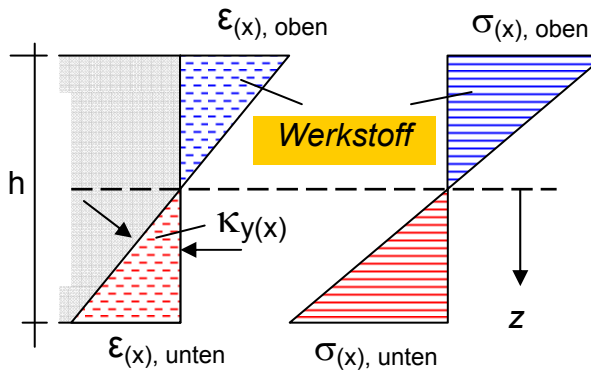 ε(x), oben
σ(x), oben
Werkstoff
h
κy(x)
z
ε(x), unten
σ(x), unten